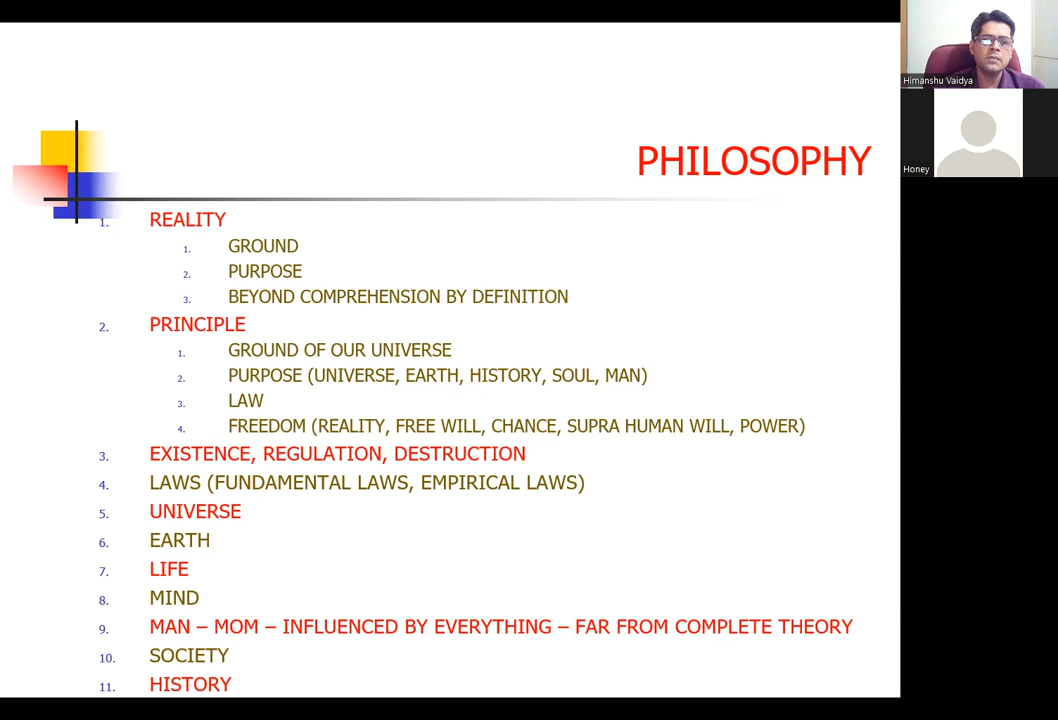 PHILOSOPHY
1. REALITY
1. GROUND
2. PURPOSE
3. BEYOND COMPREHENSION BY DEFINITION
2. PRINCIPLE
1. GROUND OF OUR UNIVERSE
2. PURPOSE (UNIVERSE, EARTH, HISTORY, SOUL, MAN)
3. LAW
4. FREEDOM (REALITY, FREE WILL, CHANCE, SUPRA HUMAN WILL, POWER)
3. EXISTENCE, REGULATION, DESTRUCTION
4. LAWS (FUNDAMENTAL LAWS, EMPIRICAL LAWS)
5. UNIVERSE
6. EARTH
7. LIFE
8. MIND
9. MAN – MOM – INFLUENCED BY EVERYTHING – FAR FROM COMPLETE THEORY
10. SOCIETY
11. HISTORY
Himanshu Vaidya
Honey